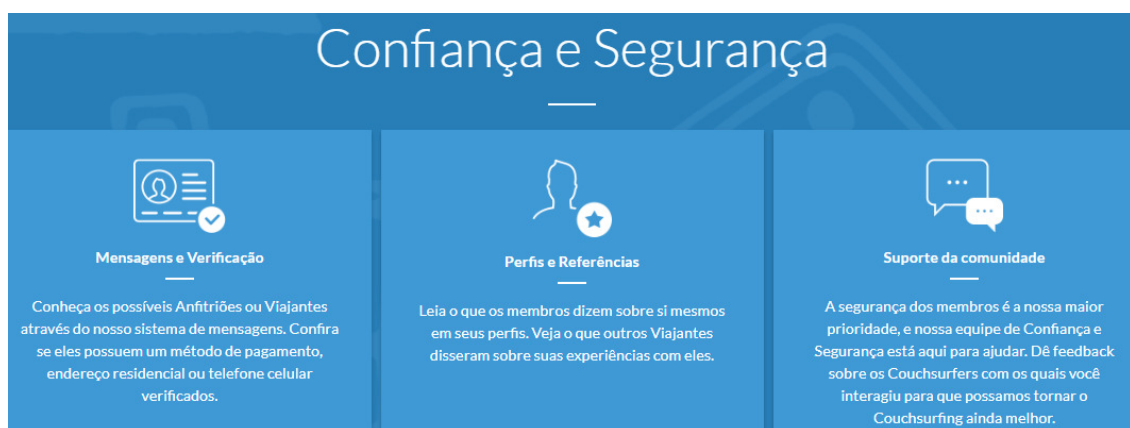 Confiança e Segurança
Mensagens e Verificação
Conheça os possíveis Anfitriões ou Viajantes
através do nosso sistema de mensagens. Confira
se eles possuem um método de pagamento,
endereço residencial ou telefone celular
verificados.
Perfis e Referências
Leia o que os membros dizem sobre si mesmos
em seus perfis. Veja o que outros Viajantes
disseram sobre suas experiências com eles.
Suporte da comunidade
A segurança dos membros é a nossa maior
prioridade, e nossa equipe de Confiança e
Segurança está aqui para ajudar. Dê feedback
sobre os Couchsurfers com os quais você
interagiu para que possamos tornar o
Couchsurfing ainda melhor.